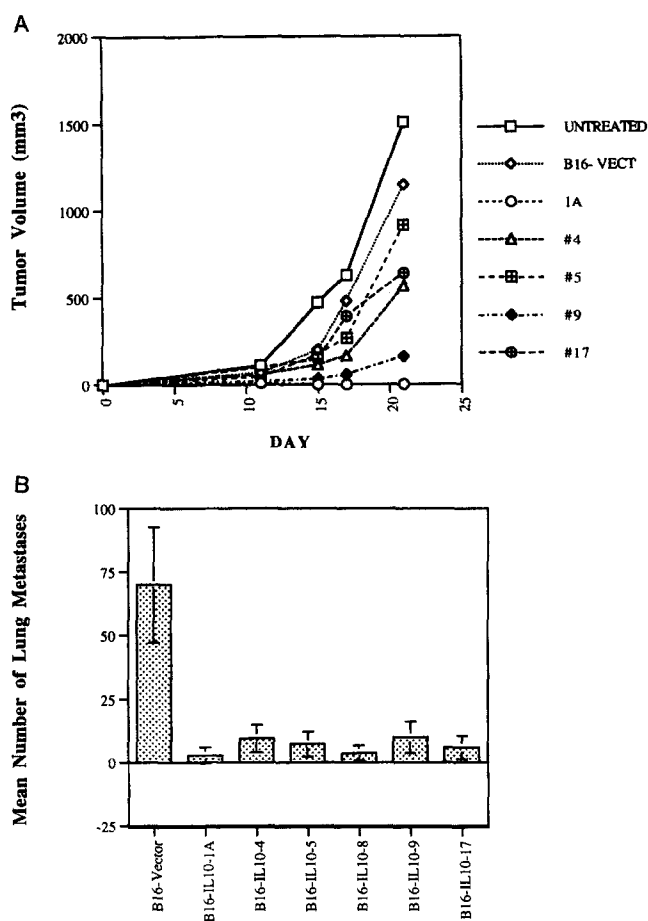 A
Tumor Volume (mm3)
2000
1500
1000
500
0
0
5
10
15
20
25
DAY
UNTREATED
B16- VECT
1A
#4
#5
#9
#17
B
Mean Number of Lung Metastases
100
75
50
25
0
-25
B16-Vector
B16-IL10-1A
B16-IL10-4
B16-IL10-5
B16-IL10-8
B16-IL10-9
B16-IL10-17